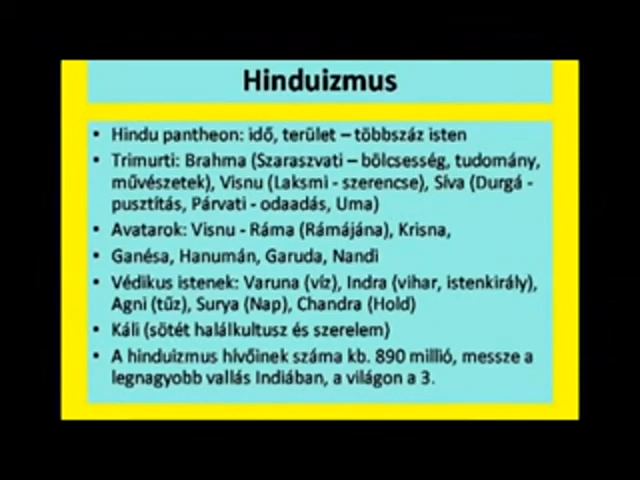 Hinduizmus
• Hindu pantheon: idő, terület – többszáz isten
• Trimurti: Brahma (Szaraszvati – bölcsesség, tudomány,
művészetek), Visnu (Laksmi - szerencse), Síva (Durgá -
pusztítás, Párvati - odaadás, Uma)
• Avatarok: Visnu - Ráma (Rámájána), Krisna,
• Ganésa, Hanumán, Garuda, Nandi
• Védikus istenek: Varuna (víz), Indra (vihar, istenkirály),
Agni (tűz), Surya (Nap), Chandra (Hold)
• Káli (sötét halálkultusz és szerelem)
• A hinduizmus hívőinek száma kb. 890 millió, messze a
legnagyobb vallás Indiában, a világon a 3.